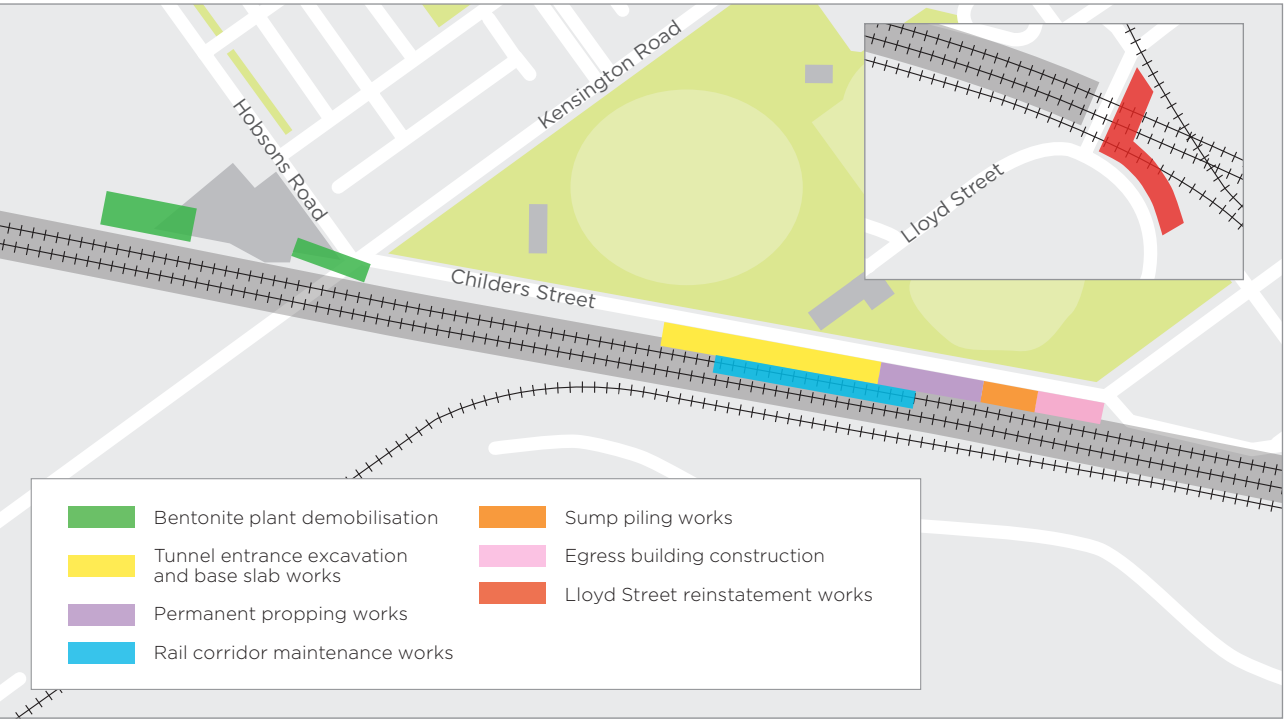 Kensington Road
Hobsons Road
Lloyd Street
Childers Street
Bentonite plant demobilisation
Tunnel entrance excavation
and base slab works
Permanent propping works
Rail corridor maintenance works
Sump piling works
Egress building construction
Lloyd Street reinstatement works